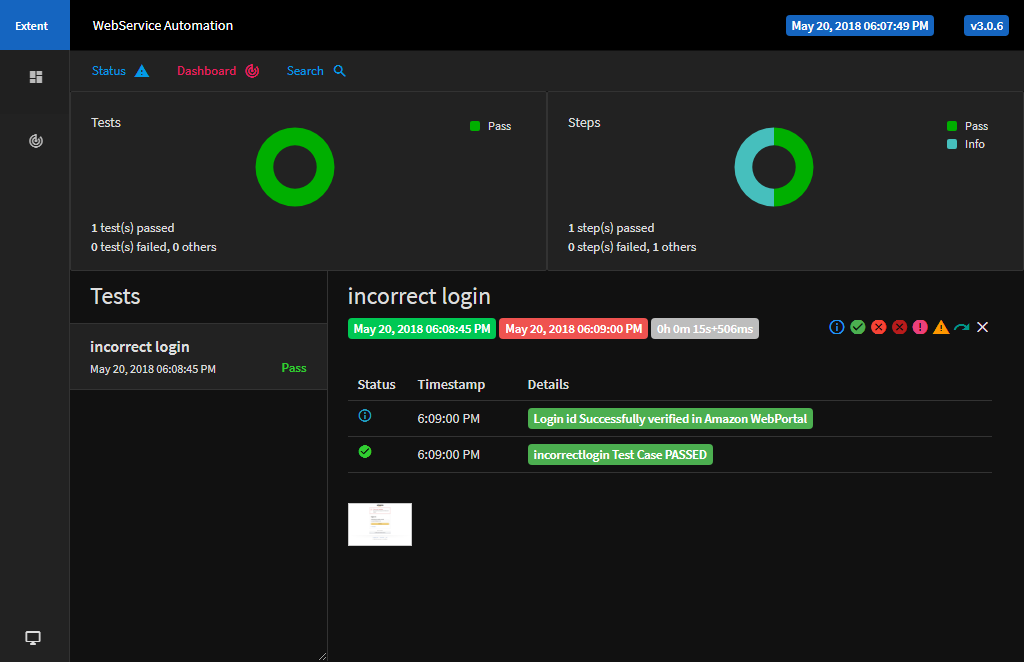 Extent
WebService Automation
May 20, 2018 06:07:49 PM
v3.0.6
Status
Dashboard
Search
Tests
Pass
1 test(s) passed
0 test(s) failed, 0 others
Steps
Pass
Info
1 step(s) passed
0 step(s) failed, 1 others
Tests
incorrect login
May 20, 2018 06:08:45 PM
Pass
incorrect login
May 20, 2018 06:08:45 PM May 20, 2018 06:09:00 PM 0h 0m 15s+506ms
Status Timestamp Details
6:09:00 PM Login id Successfully verified in Amazon WebPortal
6:09:00 PM incorrectlogin Test Case PASSED